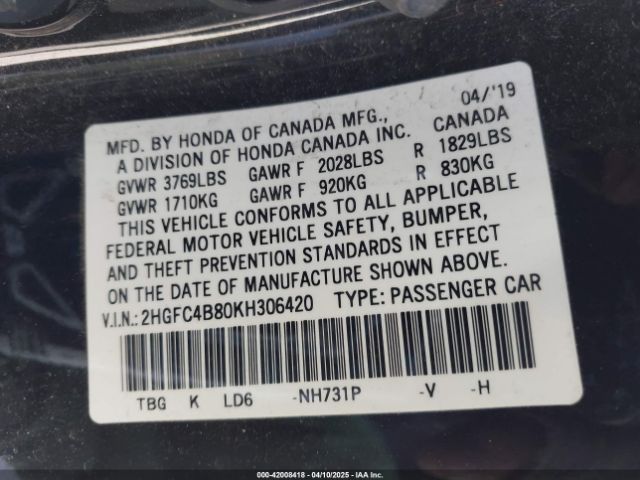 04/'19
MFD. BY HONDA OF CANADA MFG., CANADA
A DIVISION OF HONDA CANADA INC.
GVWR 3769LBS GAWR F 2028LBS R 1829LBS
GVWR 1710KG GAWR F 920KG R 830KG
THIS VEHICLE CONFORMS TO ALL APPLICABLE
FEDERAL MOTOR VEHICLE SAFETY, BUMPER,
AND THEFT PREVENTION STANDARDS IN EFFECT
ON THE DATE OF MANUFACTURE SHOWN ABOVE.
V.I.N.: 2HGFC4B80KH306420 TYPE: PASSENGER CAR
TBG K LD6 -NH731P -V -H
000-42008418 - 04/10/2025 - IAAI Inc.